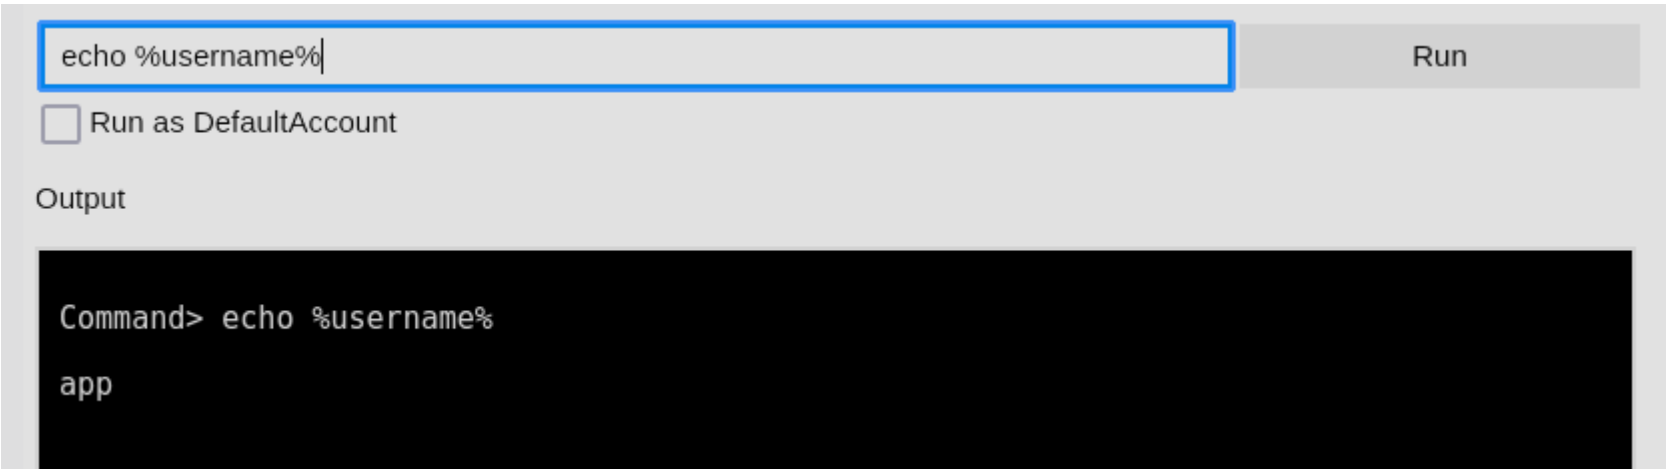 echo %username%
Run
Run as DefaultAccount
Output
Command> echo %username%
app